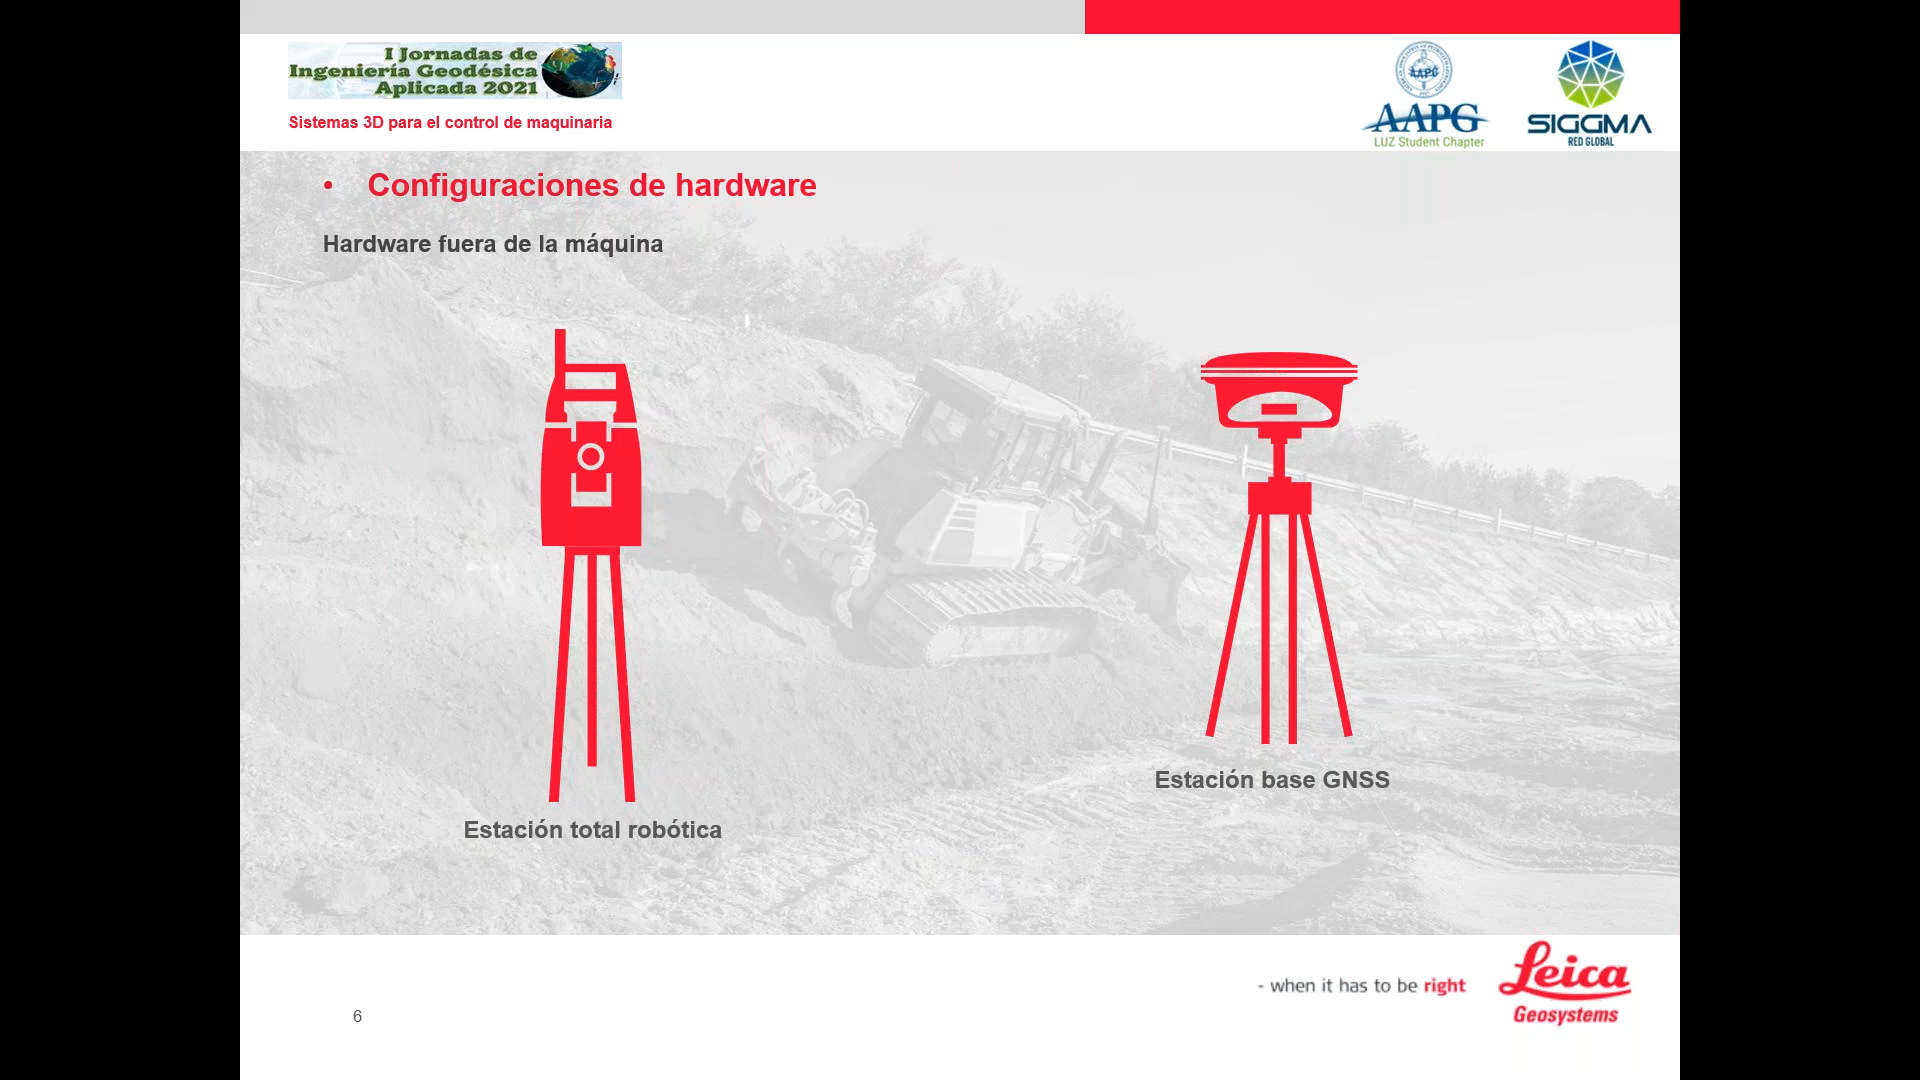 I Jornadas de
Ingeniería Geodésica
Aplicada 2021
Sistemas 3D para el control de maquinaria
AAPG
AAPG
LUZ Student Chapter
SIGGMA
RED GLOBAL
• Configuraciones de hardware
Hardware fuera de la máquina
Estación total robótica
Estación base GNSS
- when it has to be right
Leica
Geosystems
6